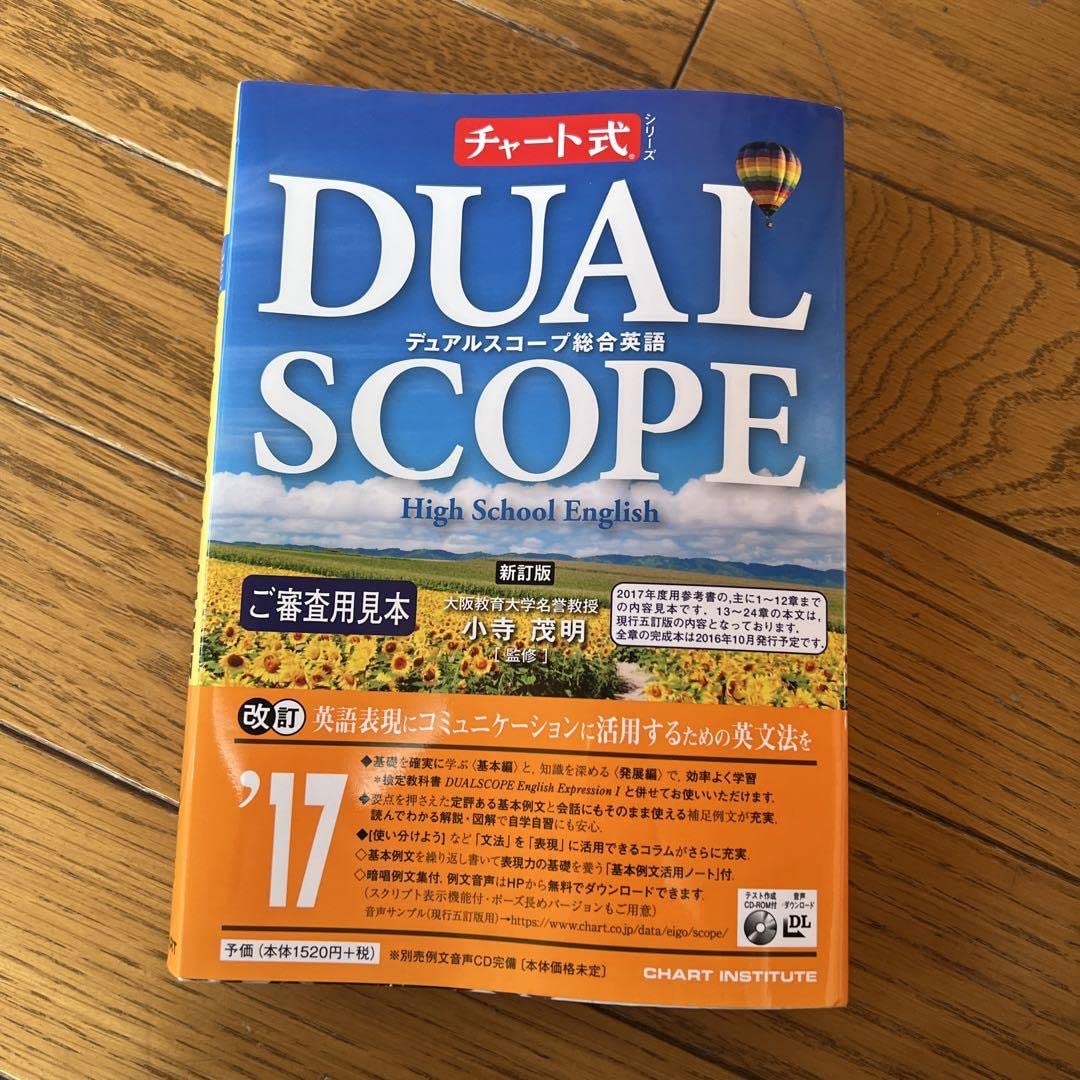 チャート式®
シリーズ
DUAL
デュアルスコープ総合英語
SCOPE
High School English
新訂版
ご審査用見本
大阪教育大学名誉教授
小寺 茂明
[監修]
2017年度用参考書の,主に1〜12章まで
の内容見本です.13〜24章の本文は,
現行五訂版の内容となっております.
全章の完成本は2016年10月発行予定です.
改訂 英語表現にコミュニケーションに活用するための英文法を
'17
◆基礎を確実に学ぶ〈基本編〉と,知識を深める〈発展編〉で,効率よく学習
*検定教科書 DUALSCOPE English Expression I と併せてお使いいただけます.
◆要点を押さえた定評ある基本例文と会話にもそのまま使える補足例文が充実.
読んでわかる解説・図解で自学自習にも安心.
◆[使い分けよう]など「文法」を「表現」に活用できるコラムがさらに充実.
◇基本例文を繰り返し書いて表現力の基礎を養う「基本例文活用ノート」付.
◇暗唱例文集付.例文音声はHPから無料でダウンロードできます.
(スクリプト表示機能付・ポーズ長めバージョンもご用意)
音声サンプル(現行五訂版用)→https://www.chart.co.jp/data/eigo/scope/
テスト作成
CD-ROM付
音声
ダウンロード
DL
予価(本体1520円+税)
※別売例文音声CD完備[本体価格未定]
CHART INSTITUTE